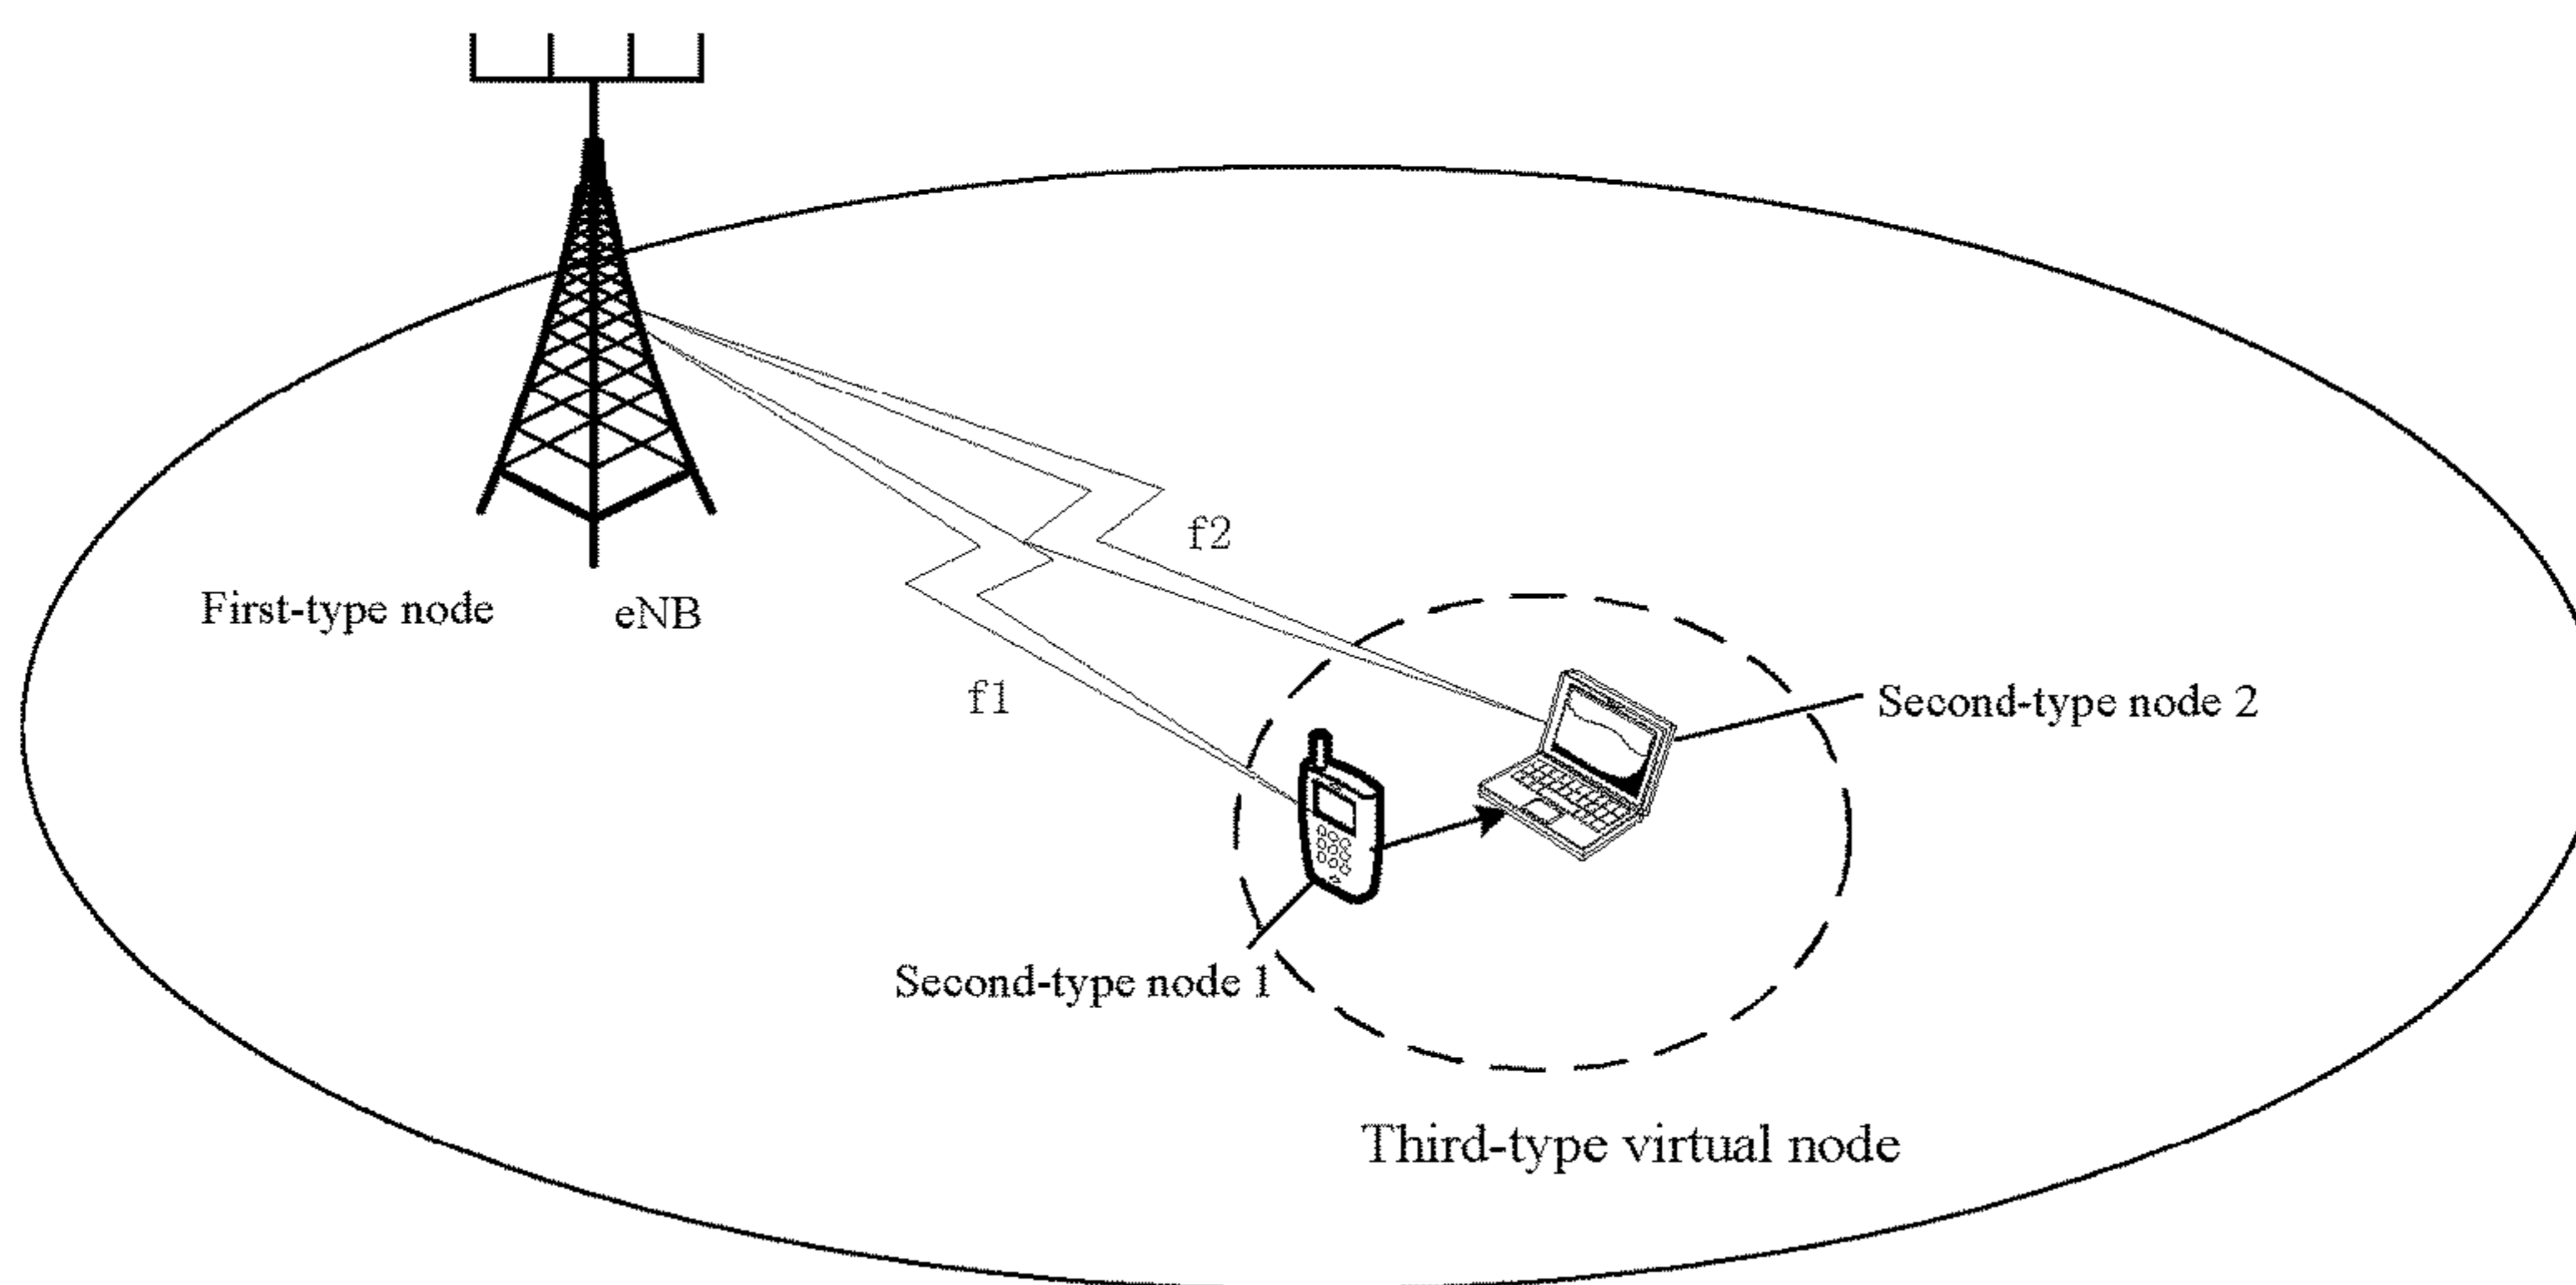 f2
First-type node
eNB
f1
Second-type node 2
Second-type node 1
Third-type virtual node